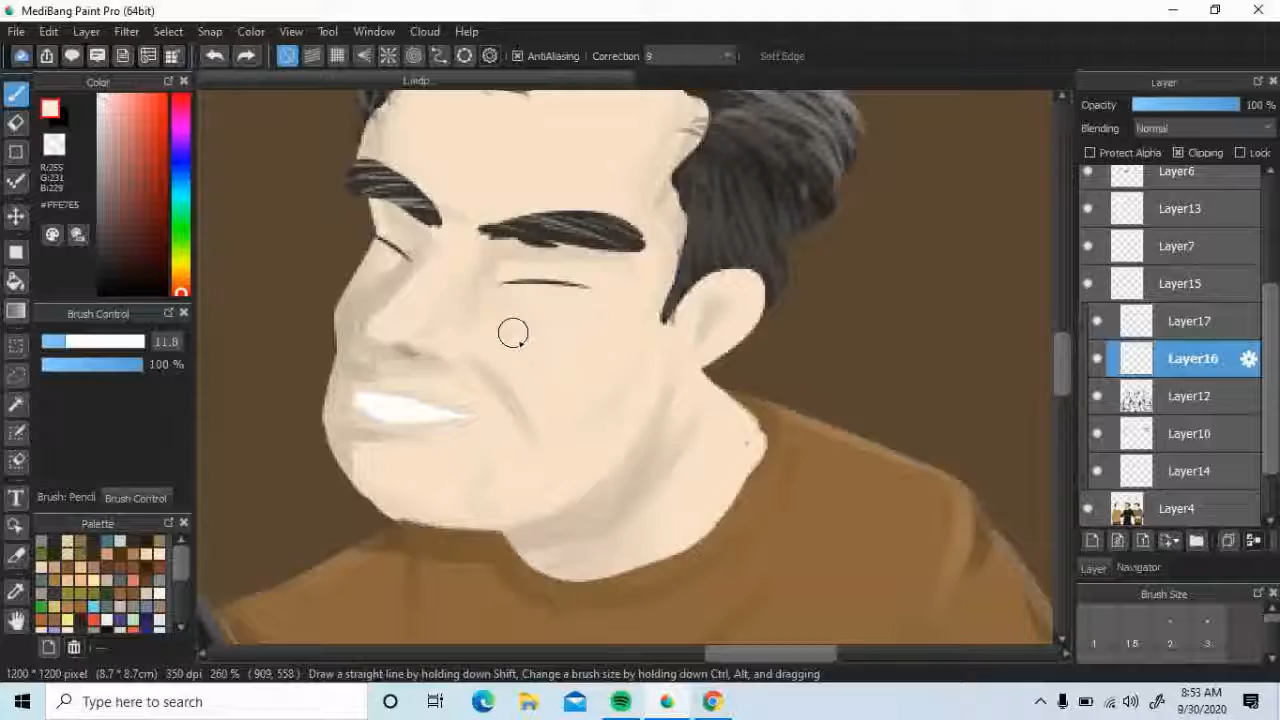 MediBang Paint Pro (64bit)
File Edit Layer Filter Select Snap Color View Tool Window Cloud Help
AntiAliasing Correction 9 Soft Edge
Color
1.mdp...
Layer
R:255
G:231
B:229
#FFE7E5
Opacity 100 %
Blending Normal
Protect Alpha Clipping Lock
Layer6
Layer13
Layer7
Layer15
Layer17
Layer16
Layer12
Layer10
Layer14
Layer4
Brush Control
11.8
100 %
Brush: Pencil Brush Control
Palette
Layer Navigator
Brush Size
1 1.5 2 3
1200 * 1200 pixel (8.7 * 8.7cm) 350 dpi 260 % ( 909, 558 ) Draw a straight line by holding down Shift, Change a brush size by holding down Ctrl, Alt, and dragging
Type here to search
8:53 AM
9/30/2020